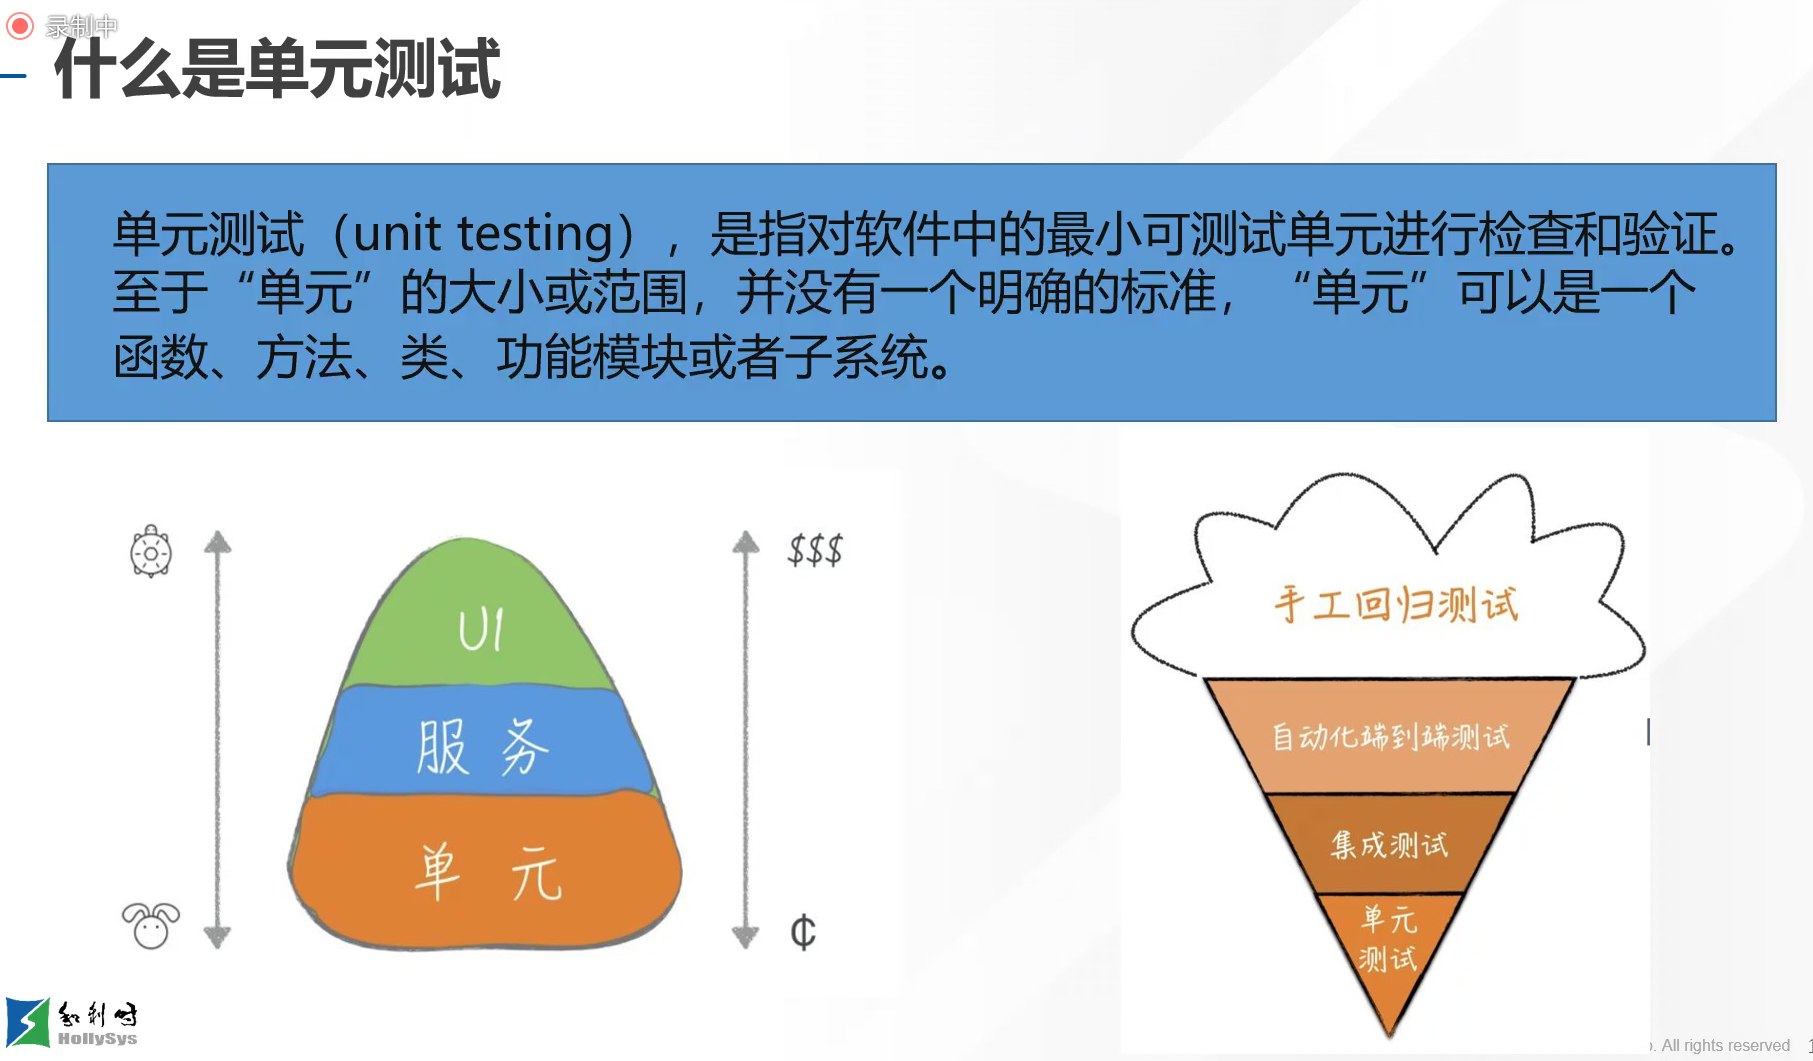 录制中
什么是单元测试
单元测试（unit testing），是指对软件中的最小可测试单元进行检查和验证。
至于“单元”的大小或范围，并没有一个明确的标准，“单元”可以是一个
函数、方法、类、功能模块或者子系统。
$$$
UI
服务
单元
₵
手工回归测试
自动化端到端测试
集成测试
单元
测试
和利时
HollySys
. All rights reserved
1